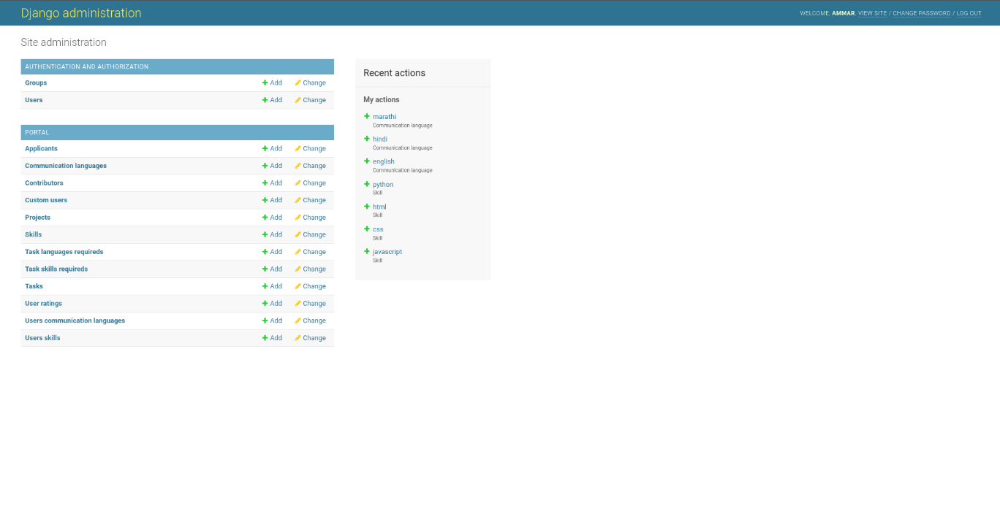 Django administration
WELCOME, AMMAR. VIEW SITE / CHANGE PASSWORD / LOG OUT
Site administration
AUTHENTICATION AND AUTHORIZATION
Groups Add Change
Users Add Change
PORTAL
Applicants Add Change
Communication languages Add Change
Contributors Add Change
Custom users Add Change
Projects Add Change
Skills Add Change
Task languages requireds Add Change
Task skills requireds Add Change
Tasks Add Change
User ratings Add Change
Users communication languages Add Change
Users skills Add Change
Recent actions
My actions
marathi
Communication language
hindi
Communication language
english
Communication language
python
Skill
html
Skill
css
Skill
javascript
Skill